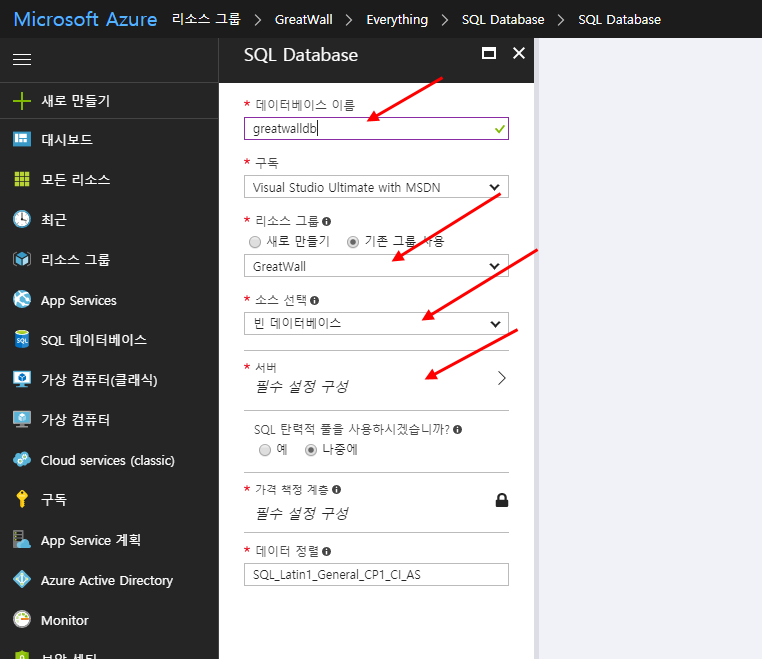 Microsoft Azure 리소스 그룹 > GreatWall > Everything > SQL Database > SQL Database
SQL Database
새로 만들기
대시보드
모든 리소스
최근
리소스 그룹
App Services
SQL 데이터베이스
가상 컴퓨터(클래식)
가상 컴퓨터
Cloud services (classic)
구독
App Service 계획
Azure Active Directory
Monitor
* 데이터베이스 이름
greatwalldb
* 구독
Visual Studio Ultimate with MSDN
* 리소스 그룹
새로 만들기 기존 그룹 사용
GreatWall
* 소스 선택
빈 데이터베이스
* 서버
필수 설정 구성
SQL 탄력적 풀을 사용하시겠습니까?
예 나중에
* 가격 책정 계층
필수 설정 구성
* 데이터 정렬
SQL_Latin1_General_CP1_CI_AS